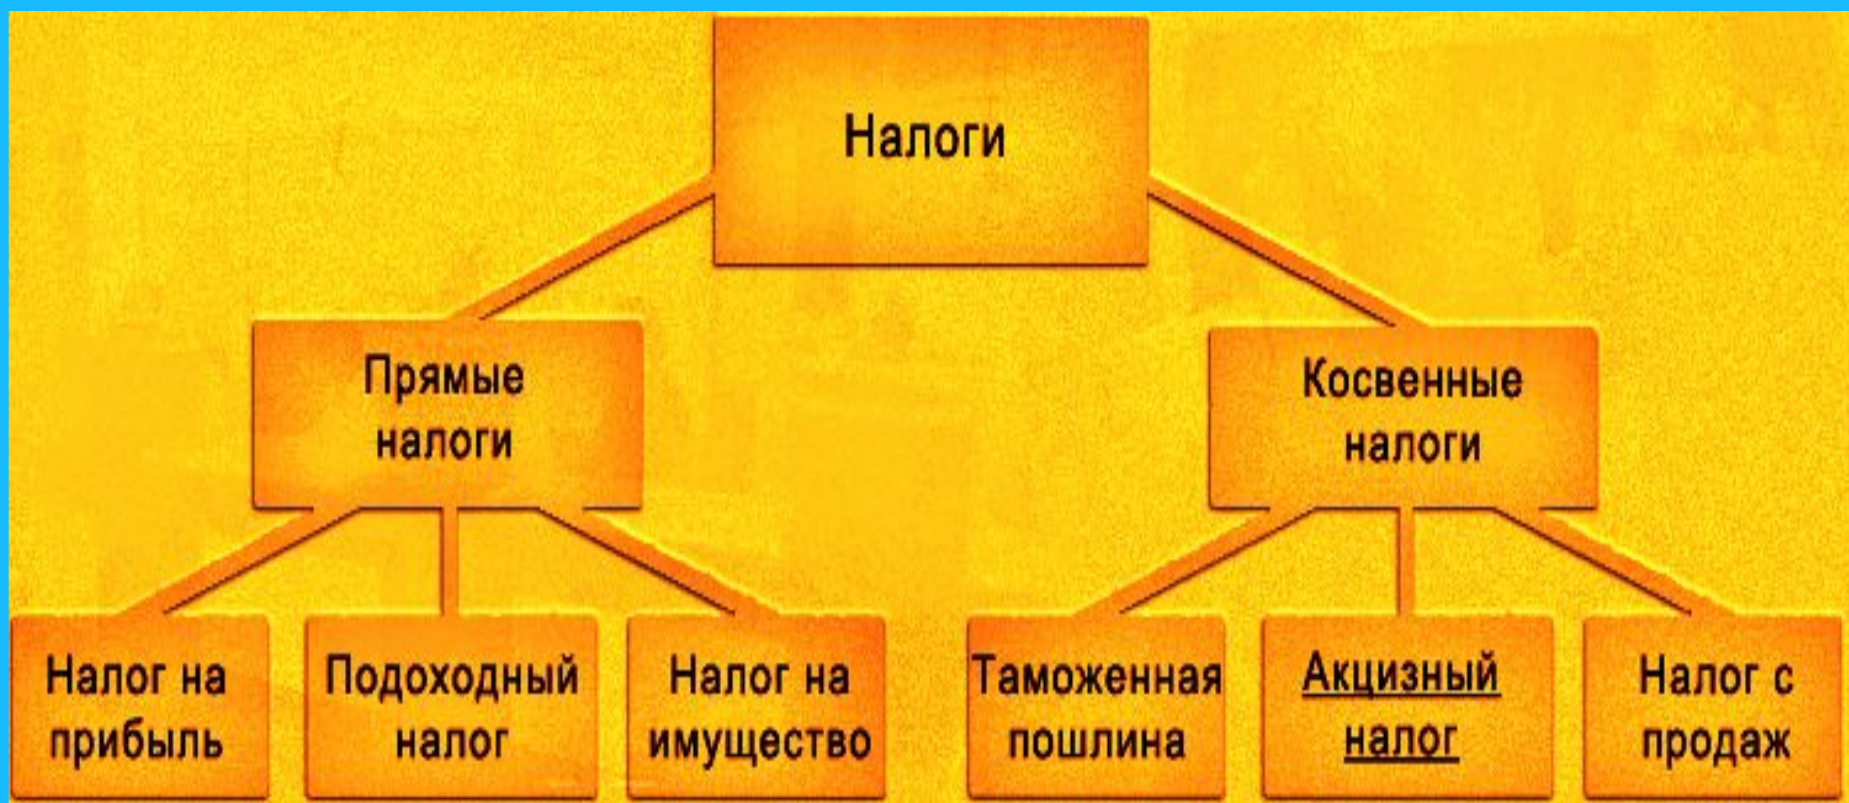 Налоги
Прямые
налоги
Косвенные
налоги
Налог на
прибыль
Подоходный
налог
Налог на
имущество
Таможенная
пошлина
Акцизный
налог
Налог с
продаж